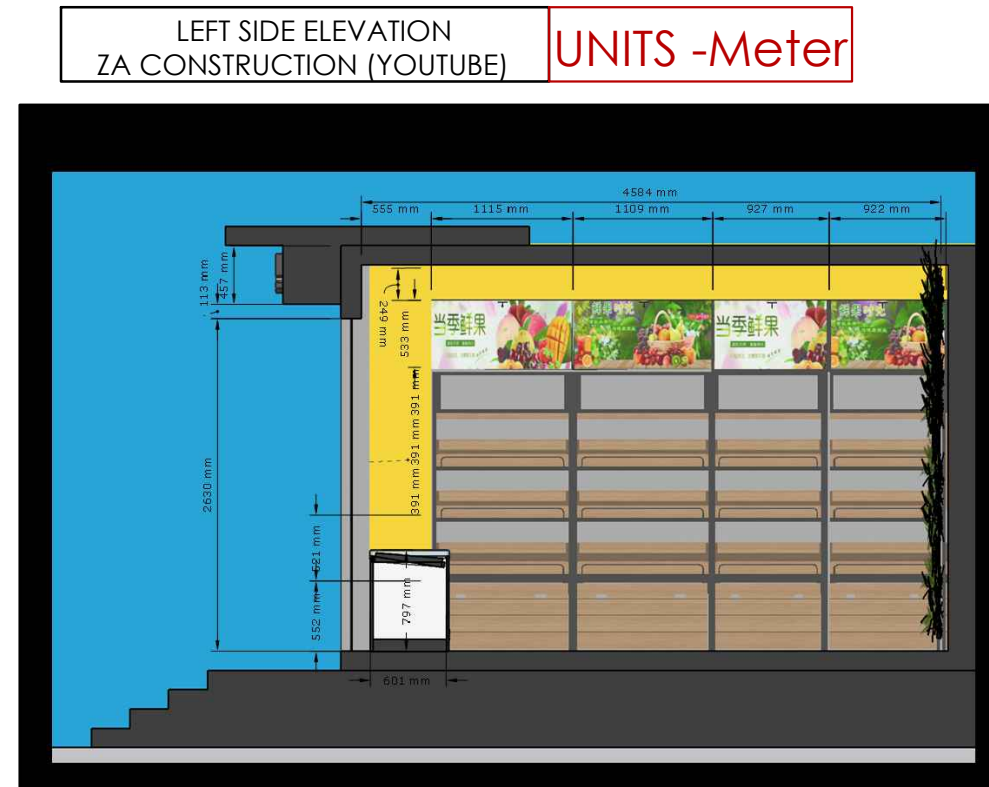 LEFT SIDE ELEVATION
ZA CONSTRUCTION (YOUTUBE)
UNITS -Meter
4584 mm
555 mm
1115 mm
1109 mm
927 mm
922 mm
113 mm
457 mm
249 mm
533 mm
当季鲜果
当季鲜果
391 mm
391 mm
391 mm
2630 mm
521 mm
552 mm
797 mm
601 mm